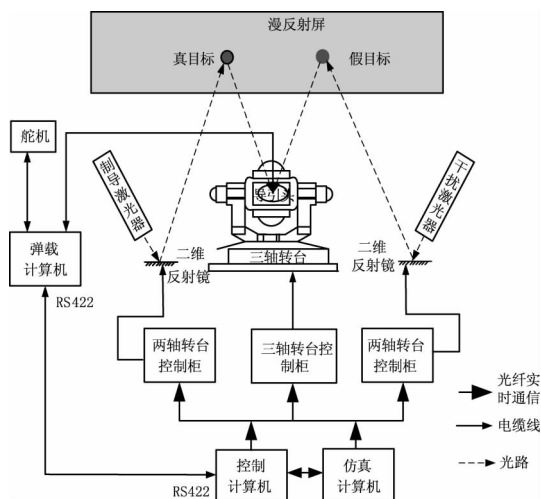 漫反射屏
真目标
假目标
舵机
制导激光器
导引头
干扰激光器
弹载
计算机
二维
反射镜
三轴转台
二维
反射镜
RS422
两轴转台
控制柜
三轴转台控
制柜
两轴转台
控制柜
光纤实
时通信
电缆线
光路
控制
计算机
仿真
计算机
RS422